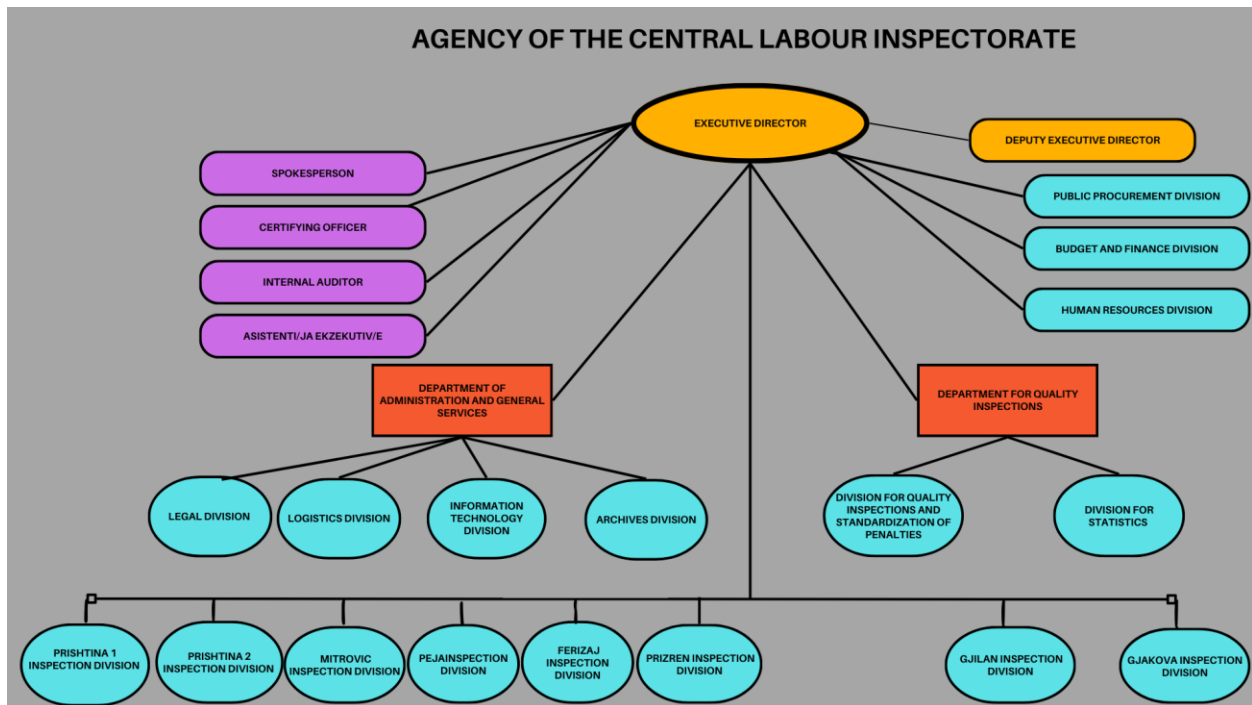 AGENCY OF THE CENTRAL LABOUR INSPECTORATE
EXECUTIVE DIRECTOR
DEPUTY EXECUTIVE DIRECTOR
SPOKESPERSON
CERTIFYING OFFICER
INTERNAL AUDITOR
ASISTENTI/JA EKZEKUTIV/E
PUBLIC PROCUREMENT DIVISION
BUDGET AND FINANCE DIVISION
HUMAN RESOURCES DIVISION
DEPARTMENT OF
ADMINISTRATION AND GENERAL
SERVICES
DEPARTMENT FOR QUALITY
INSPECTIONS
LEGAL DIVISION
LOGISTICS DIVISION
INFORMATION
TECHNOLOGY
DIVISION
ARCHIVES DIVISION
DIVISION FOR QUALITY
INSPECTIONS AND
STANDARDIZATION OF
PENALTIES
DIVISION FOR
STATISTICS
PRISHTINA 1
INSPECTION DIVISION
PRISHTINA 2
INSPECTION DIVISION
MITROVIC
INSPECTION DIVISION
PEJAINSPECTION
DIVISION
FERIZAJ
INSPECTION
DIVISION
PRIZREN INSPECTION
DIVISION
GJILAN INSPECTION
DIVISION
GJAKOVA INSPECTION
DIVISION